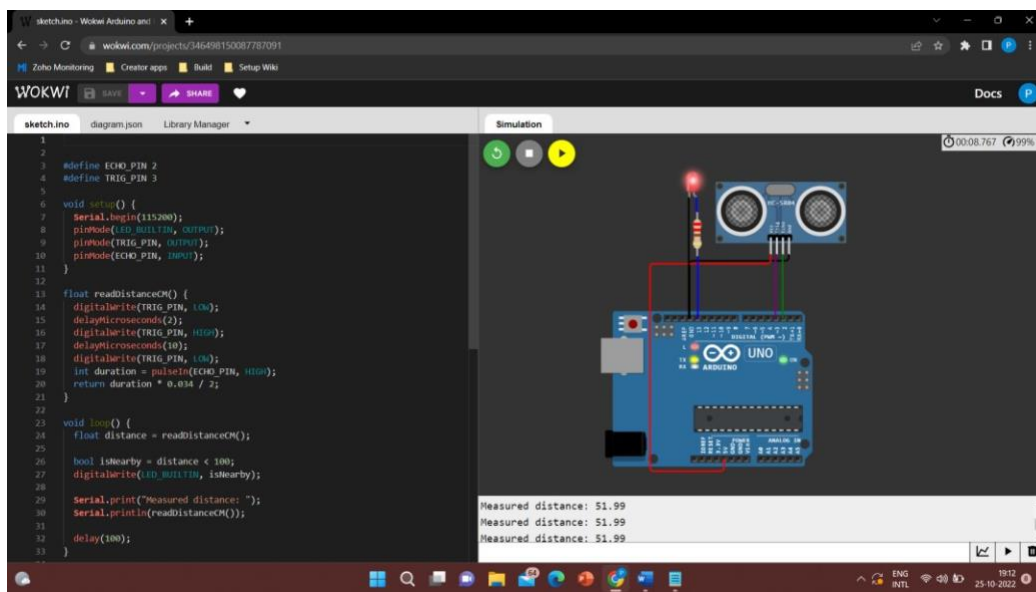 sketch.ino - Wokwi Arduino and
wokwi.com/projects/346498150087787091
Zoho Monitoring Creator apps Build Setup Wiki
WOKWI SAVE SHARE Docs P
sketch.ino diagram.json Library Manager
Simulation
00:08.767 99%
1
2
3 #define ECHO_PIN 2
4 #define TRIG_PIN 3
5
6 void setup() {
7 Serial.begin(115200);
8 pinMode(LED_BUILTIN, OUTPUT);
9 pinMode(TRIG_PIN, OUTPUT);
10 pinMode(ECHO_PIN, INPUT);
11 }
12
13 float readDistanceCM() {
14 digitalWrite(TRIG_PIN, LOW);
15 delayMicroseconds(2);
16 digitalWrite(TRIG_PIN, HIGH);
17 delayMicroseconds(10);
18 digitalWrite(TRIG_PIN, LOW);
19 int duration = pulseIn(ECHO_PIN, HIGH);
20 return duration * 0.034 / 2;
21 }
22
23 void loop() {
24 float distance = readDistanceCM();
25
26 bool isNearby = distance < 100;
27 digitalWrite(LED_BUILTIN, isNearby);
28
29 Serial.print("Measured distance: ");
30 Serial.println(readDistanceCM());
31
32 delay(100);
33 }
HC-SR04
DIGITAL (PWM ~)
L
TX
RX
UNO
ON
ARDUINO
POWER
ANALOG IN
Measured distance: 51.99
Measured distance: 51.99
Measured distance: 51.99
64
ENG
INTL
19:12
25-10-2022